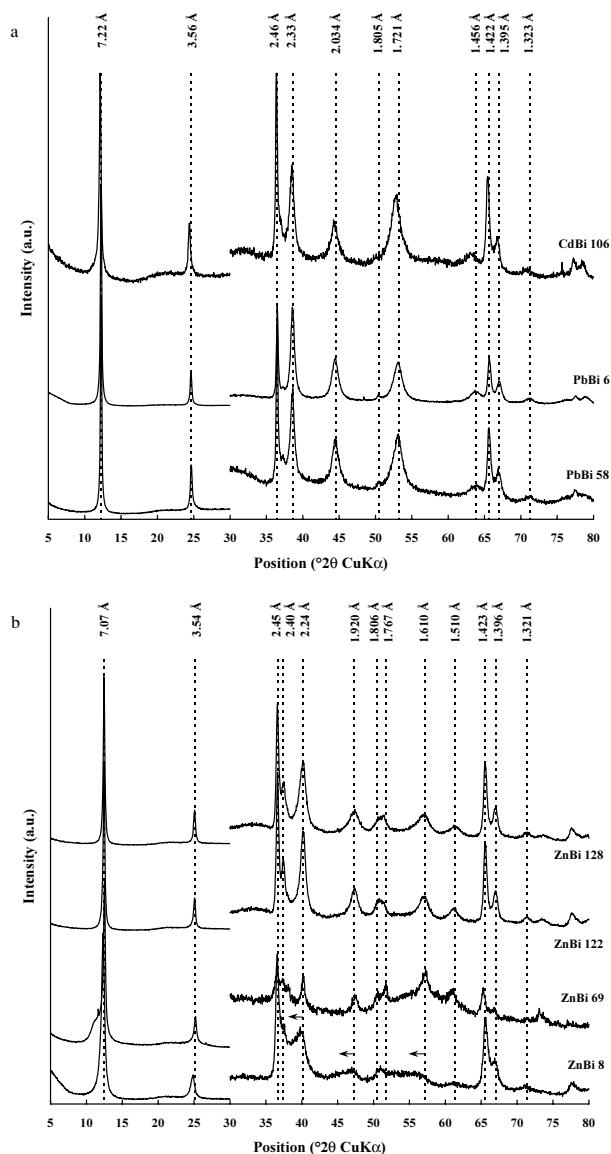 a
7.22 Å
3.56 Å
2.46 Å
2.33 Å
2.034 Å
1.805 Å
1.721 Å
1.456 Å
1.422 Å
1.395 Å
1.323 Å
Intensity (a.u.)
CdBi 106
PbBi 6
PbBi 58
5 10 15 20 25 30 35 40 45 50 55 60 65 70 75 80
Position (°2θ CuKα)
b
7.07 Å
3.54 Å
2.45 Å
2.40 Å
2.24 Å
1.920 Å
1.806 Å
1.767 Å
1.610 Å
1.510 Å
1.423 Å
1.396 Å
1.321 Å
Intensity (a.u.)
ZnBi 128
ZnBi 122
ZnBi 69
ZnBi 8
5 10 15 20 25 30 35 40 45 50 55 60 65 70 75 80
Position (°2θ CuKα)